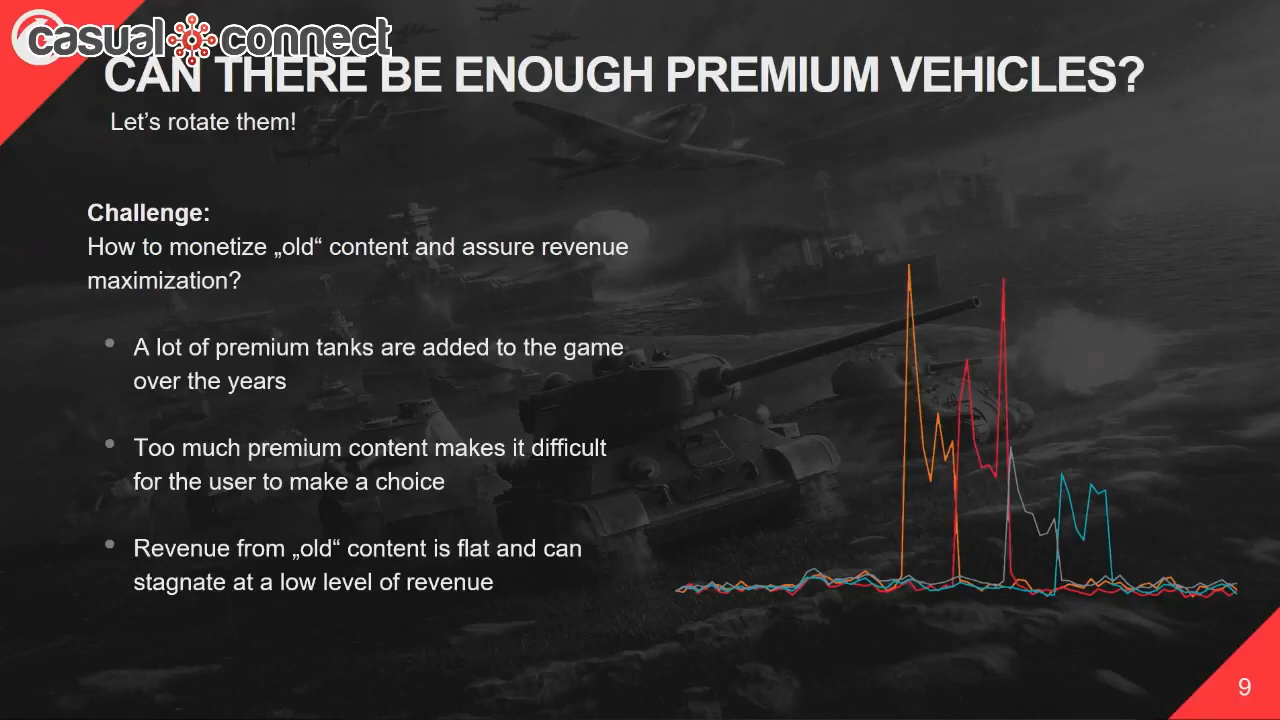 casual connect
CAN THERE BE ENOUGH PREMIUM VEHICLES?
Let’s rotate them!
Challenge:
How to monetize „old“ content and assure revenue
maximization?
• A lot of premium tanks are added to the game
over the years
• Too much premium content makes it difficult
for the user to make a choice
• Revenue from „old“ content is flat and can
stagnate at a low level of revenue
9